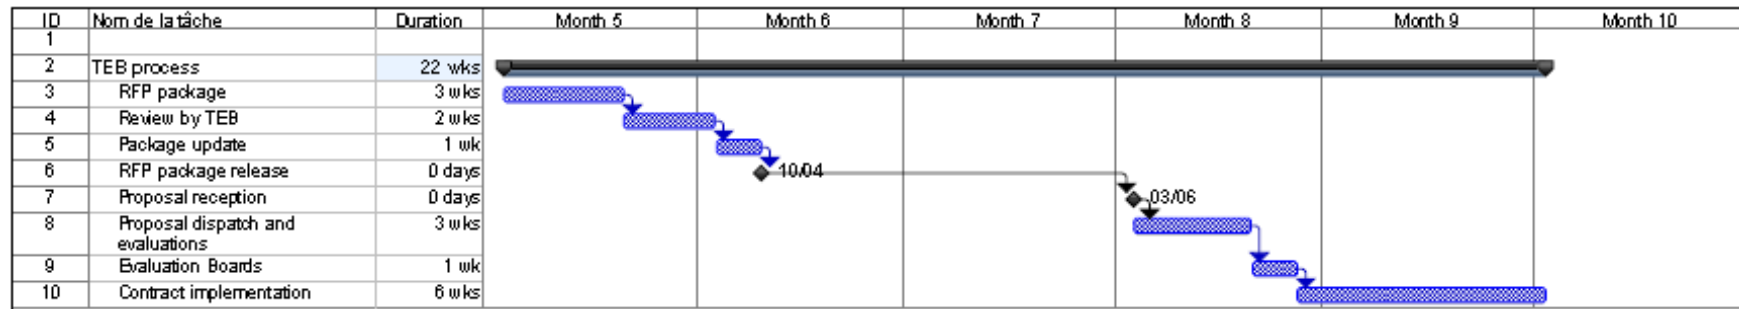 ID Nom de la tâche Duration Month 5 Month 6 Month 7 Month 8 Month 9 Month 10
1
2 TEB process 22 wks
3 RFP package 3 wks
4 Review by TEB 2 wks
5 Package update 1 wk
6 RFP package release 0 days 10/04
7 Proposal reception 0 days 03/06
8 Proposal dispatch and 3 wks
evaluations
9 Evaluation Boards 1 wk
10 Contract implementation 6 wks